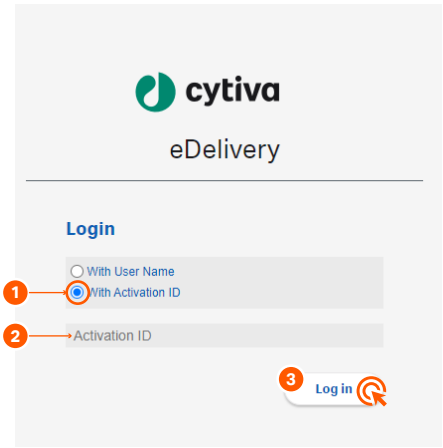 cytiva
eDelivery
Login
With User Name
1 With Activation ID
2 Activation ID
3 Log in